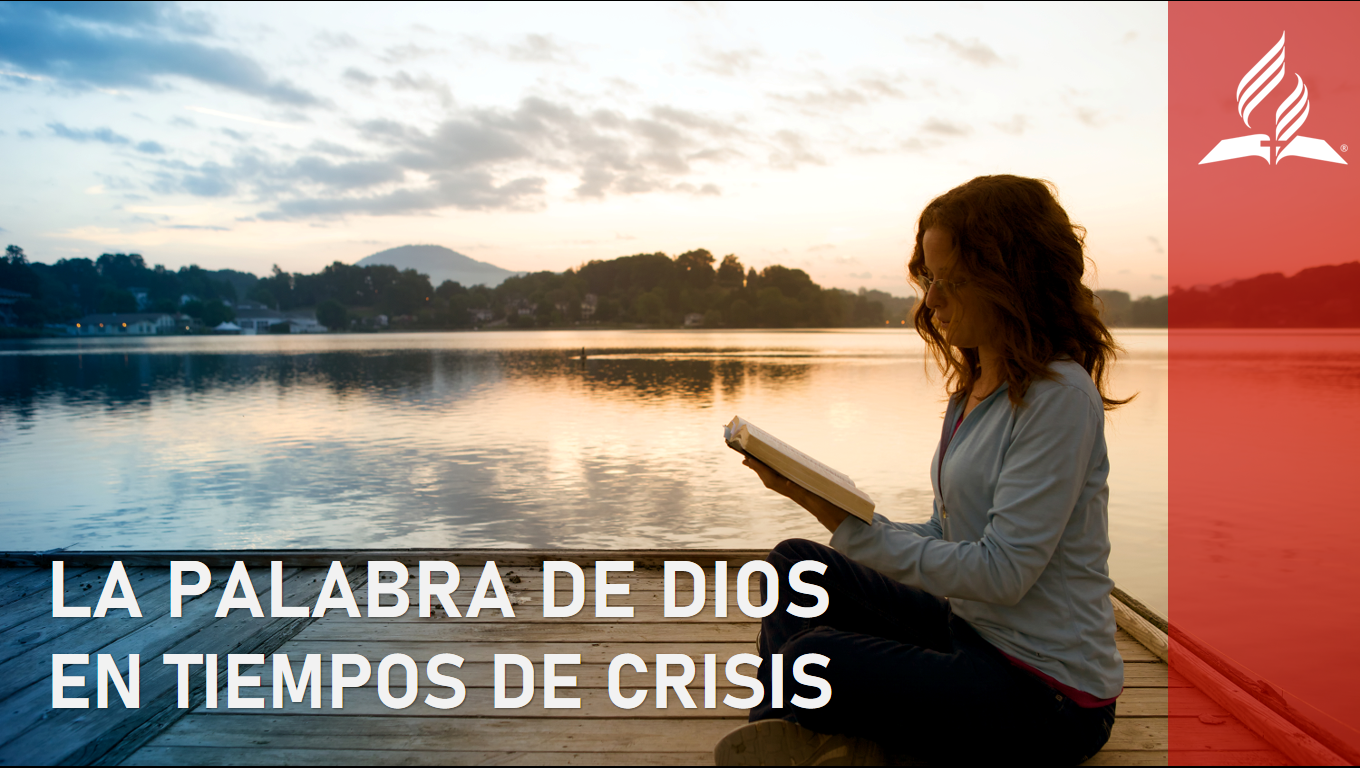 LA PALABRA DE DIOS
EN TIEMPOS DE CRISIS
®